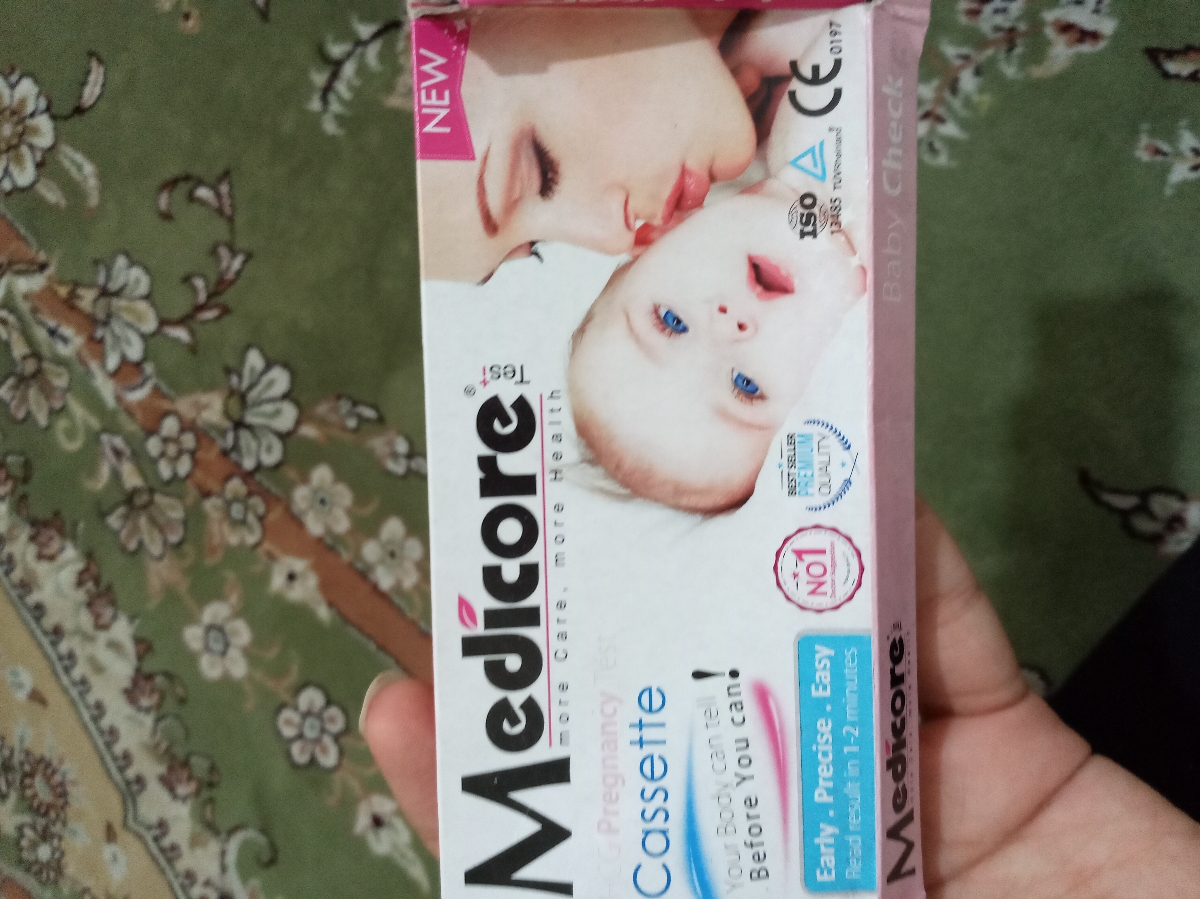 NEW
Medicore®
Test
more Care, more Health
HCG Pregnancy Test
Cassette
Your Body can tell
Before You can!
Early . Precise . Easy
Read result in 1-2 minutes
NO1
BEST SELLER
PREMIUM
QUALITY
ISO
13485
TÜVRheinland
CE 0197
Medicore
Baby Check